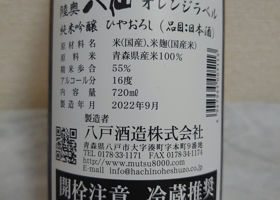 陸奥八仙 オレンジラベル
純米吟醸 ひやおろし (品目:日本酒)
原材料名 米(国産)、米麹(国産米)
原料米 青森県産米100%
精米歩合 55%
アルコール分 16度
内容量 720ml
製造年月 2022年9月
製造者
八戸酒造株式会社
青森県八戸市大字湊町字本町9番地
TEL 0178-33-1171 FAX 0178-34-1174
http://www.mutsu8000.com
E-mail info@hachinoheshuzo.co.jp
開栓注意 冷蔵推奨